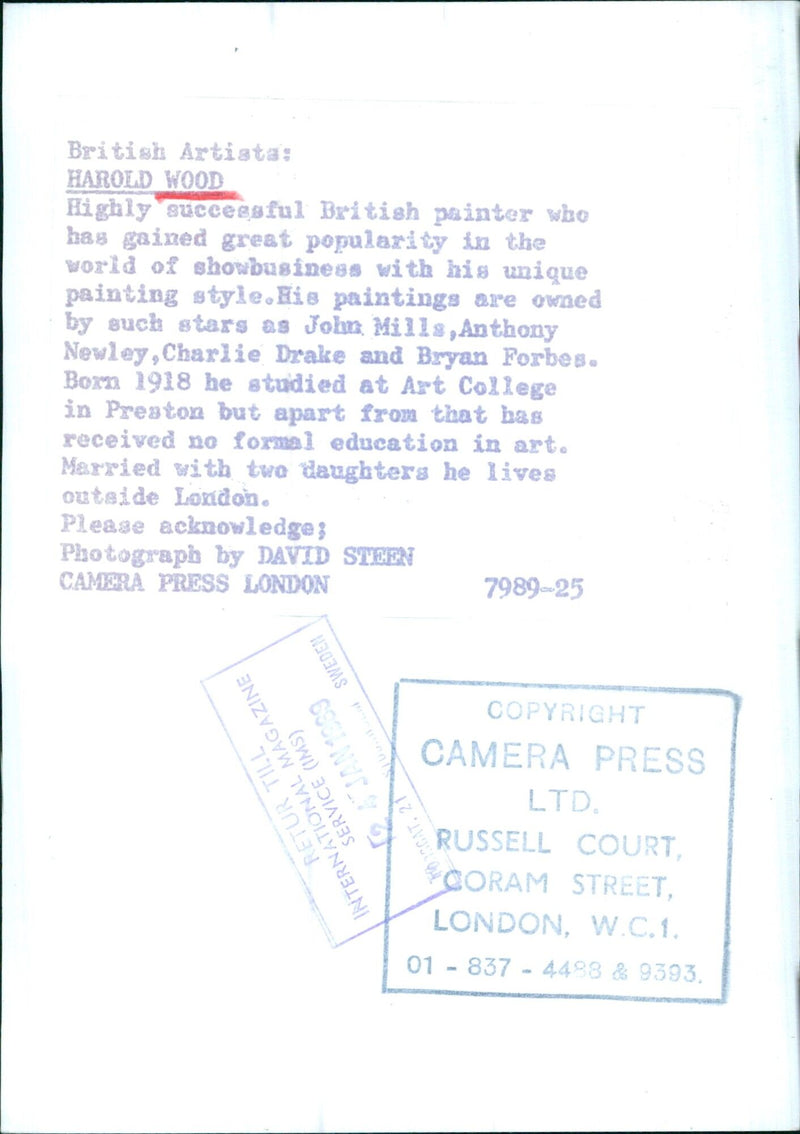 British Artists:
HAROLD WOOD
Highly successful British painter who
has gained great popularity in the
world of showbusiness with his unique
painting style.His paintings are owned
by such stars as John Mills,Anthony
Newley,Charlie Drake and Bryan Forbes.
Born 1918 he studied at Art College
in Preston but apart from that has
received no formal education in art.
Married with two daughters he lives
outside London.
Please acknowledge;
Photograph by DAVID STEEN
CAMERA PRESS LONDON 7989-25
RETUR TILL
INTERNATIONAL MAGAZINE
SERVICE (IMS)
JAN 1969
SWEDEN
COPYRIGHT
CAMERA PRESS
LTD.
RUSSELL COURT,
CORAM STREET,
LONDON, W.C.1.
01 - 837 - 4488 & 9393.